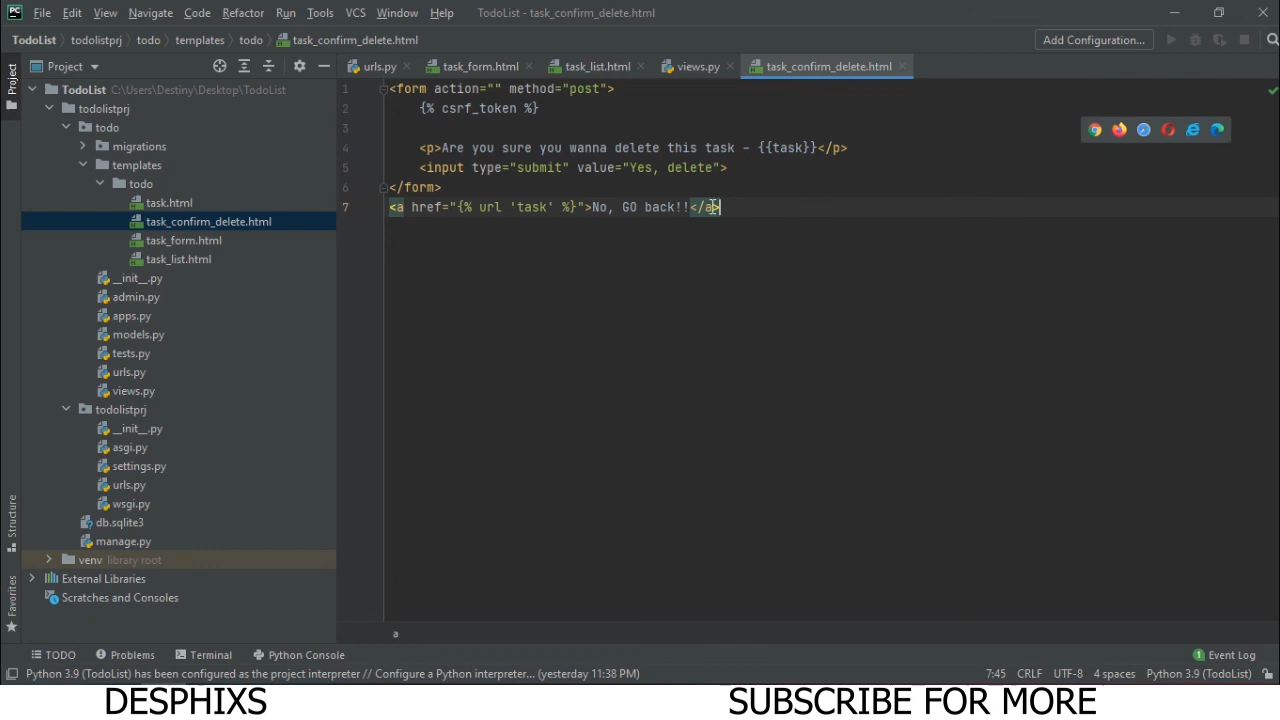 PC File Edit View Navigate Code Refactor Run Tools VCS Window Help TodoList - task_confirm_delete.html
TodoList todolistprj todo templates todo task_confirm_delete.html Add Configuration...
Project
Project
urls.py task_form.html task_list.html views.py task_confirm_delete.html
TodoList C:\Users\Destiny\Desktop\TodoList
todolistprj
todo
migrations
templates
todo
task.html
task_confirm_delete.html
task_form.html
task_list.html
__init__.py
admin.py
apps.py
models.py
tests.py
urls.py
views.py
todolistprj
__init__.py
asgi.py
settings.py
urls.py
wsgi.py
db.sqlite3
manage.py
venv library root
External Libraries
Scratches and Consoles
Structure
Favorites
1 <form action="" method="post">
2 {% csrf_token %}
3
4 <p>Are you sure you wanna delete this task - {{task}}</p>
5 <input type="submit" value="Yes, delete">
6 </form>
7 <a href="{% url 'task' %}">No, GO back!!</a>
a
TODO Problems Terminal Python Console 1 Event Log
Python 3.9 (TodoList) has been configured as the project interpreter // Configure a Python interpreter... (yesterday 11:38 PM) 7:45 CRLF UTF-8 4 spaces Python 3.9 (TodoList)
DESPHIXS SUBSCRIBE FOR MORE